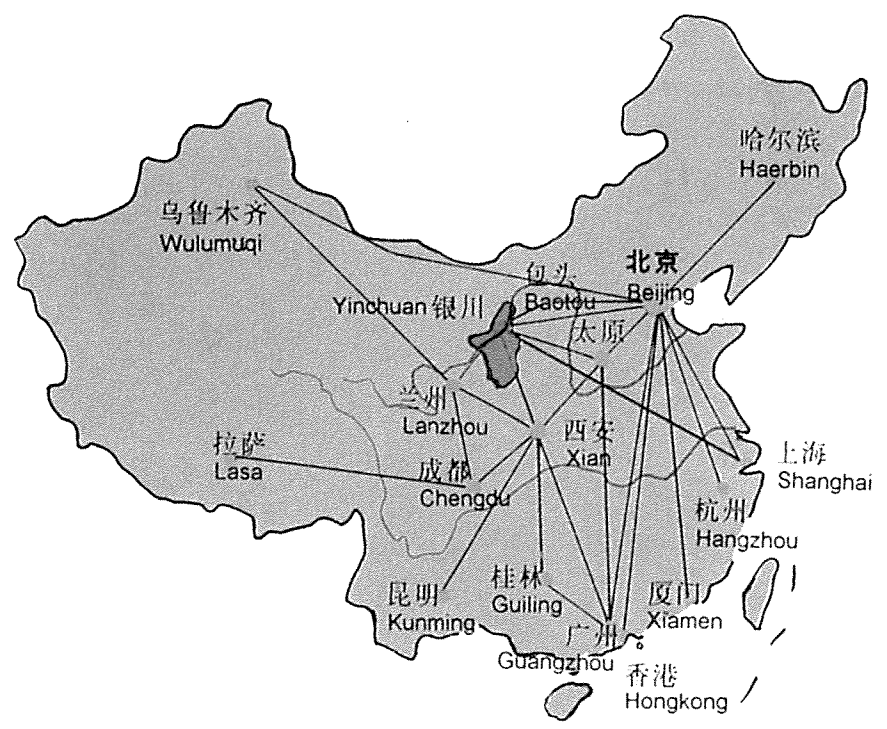 哈尔滨
Haerbin
乌鲁木齐
Wulumuqi
北京
Beijing
包头
Baotou
Yinchuan 银川
太原
兰州
Lanzhou
西安
Xian
拉萨
Lasa
成都
Chengdu
上海
Shanghai
杭州
Hangzhou
昆明
Kunming
桂林
Guiling
厦门
Xiamen
广州
Guangzhou
香港
Hongkong